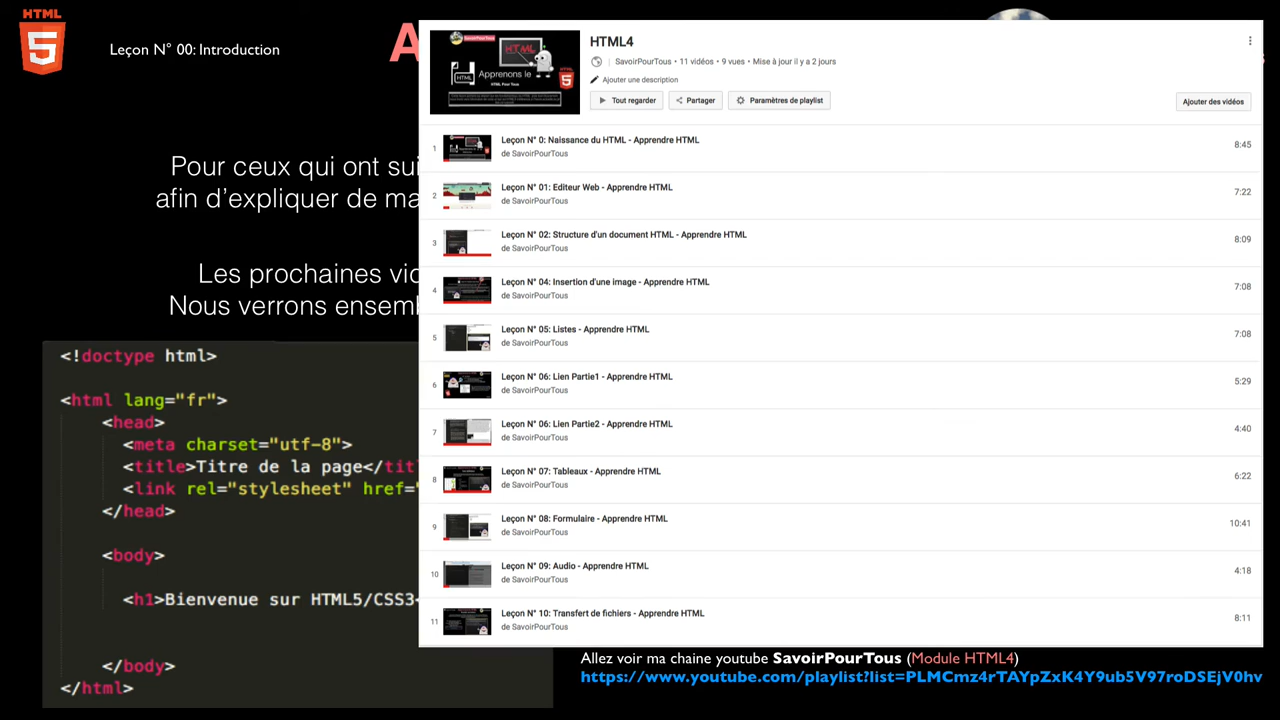 HTML
5
Leçon N° 00: Introduction
A
Pour ceux qui ont sui
afin d'expliquer de ma
Les prochaines vid
Nous verrons ensem
<!doctype html>
<html lang="fr">
<head>
<meta charset="utf-8">
<title>Titre de la page</tit
<link rel="stylesheet" href="
</head>
<body>
<h1>Bienvenue sur HTML5/CSS3<
</body>
</html>
SavoirPourTous
HTML
HTML
Apprenons le
HTML Pour Tous
HTML4
SavoirPourTous • 11 vidéos • 9 vues • Mise à jour il y a 2 jours
Ajouter une description
Tout regarder
Partager
Paramètres de playlist
Ajouter des vidéos
1
Leçon N° 0: Naissance du HTML - Apprendre HTML
de SavoirPourTous
8:45
2
Leçon N° 01: Editeur Web - Apprendre HTML
de SavoirPourTous
7:22
3
Leçon N° 02: Structure d'un document HTML - Apprendre HTML
de SavoirPourTous
8:09
4
Leçon N° 04: Insertion d'une image - Apprendre HTML
de SavoirPourTous
7:08
5
Leçon N° 05: Listes - Apprendre HTML
de SavoirPourTous
7:08
6
Leçon N° 06: Lien Partie1 - Apprendre HTML
de SavoirPourTous
5:29
7
Leçon N° 06: Lien Partie2 - Apprendre HTML
de SavoirPourTous
4:40
8
Leçon N° 07: Tableaux - Apprendre HTML
de SavoirPourTous
6:22
9
Leçon N° 08: Formulaire - Apprendre HTML
de SavoirPourTous
10:41
10
Leçon N° 09: Audio - Apprendre HTML
de SavoirPourTous
4:18
11
Leçon N° 10: Transfert de fichiers - Apprendre HTML
de SavoirPourTous
8:11
Allez voir ma chaine youtube SavoirPourTous (Module HTML4)
https://www.youtube.com/playlist?list=PLMCmz4rTAYpZxK4Y9ub5V97roDSEjV0hv